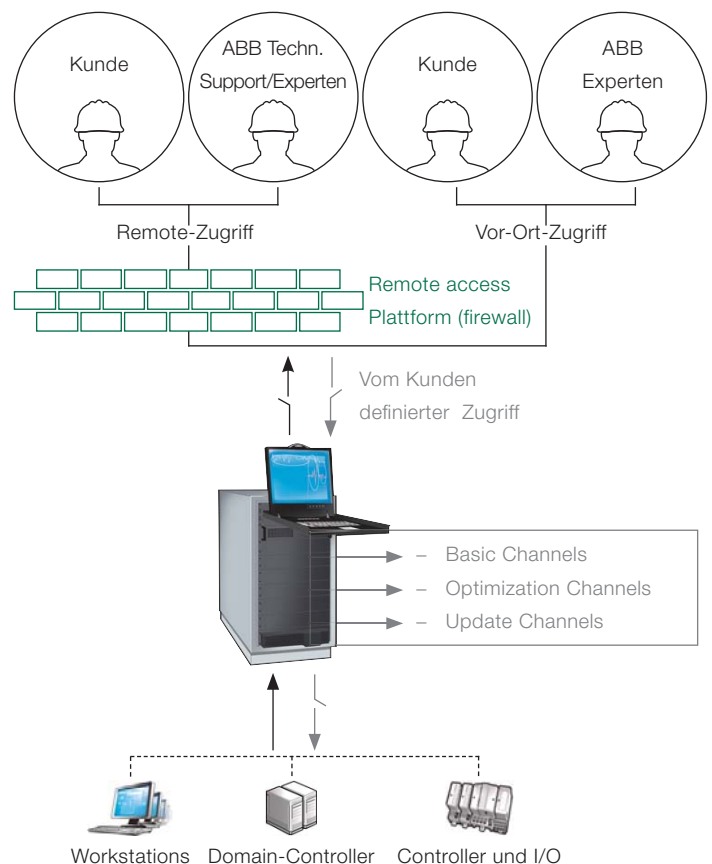 Kunde
ABB Techn.
Support/Experten
Kunde
ABB
Experten
Remote-Zugriff
Vor-Ort-Zugriff
Remote access
Plattform (firewall)
Vom Kunden
definierter Zugriff
– Basic Channels
– Optimization Channels
– Update Channels
Workstations
Domain-Controller
Controller und I/O